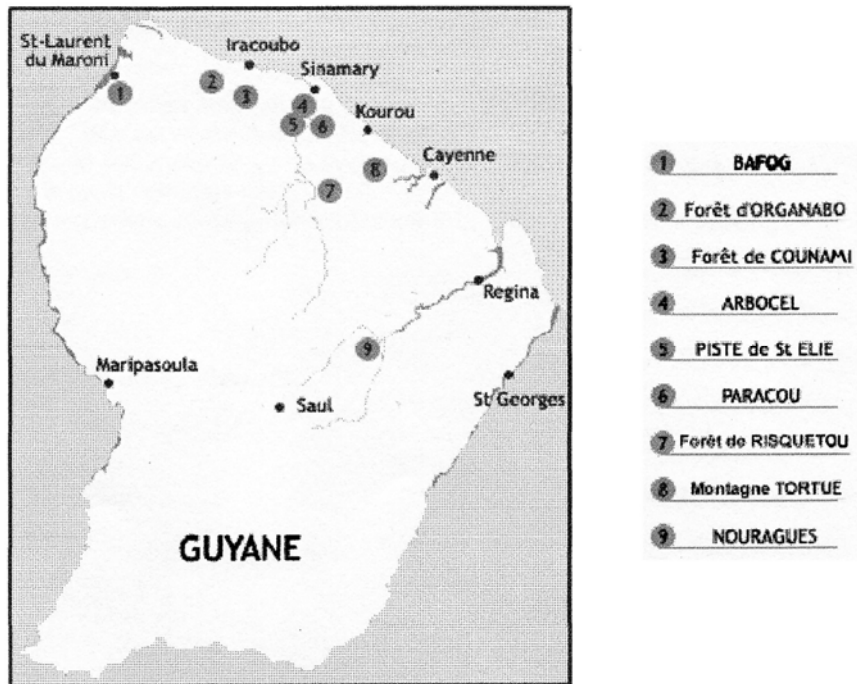 St-Laurent
du Maroni
Iracoubo
Sinamary
Kourou
Cayenne
1
2
3
4
5
6
7
8
9
Regina
Maripasoula
Saul
St Georges
GUYANE
1 BAFOG
2 Forêt d'ORGANABO
3 Forêt de COUNAMI
4 ARBOCEL
5 PISTE de St ELIE
6 PARACOU
7 Forêt de RISQUETOU
8 Montagne TORTUE
9 NOURAGUES